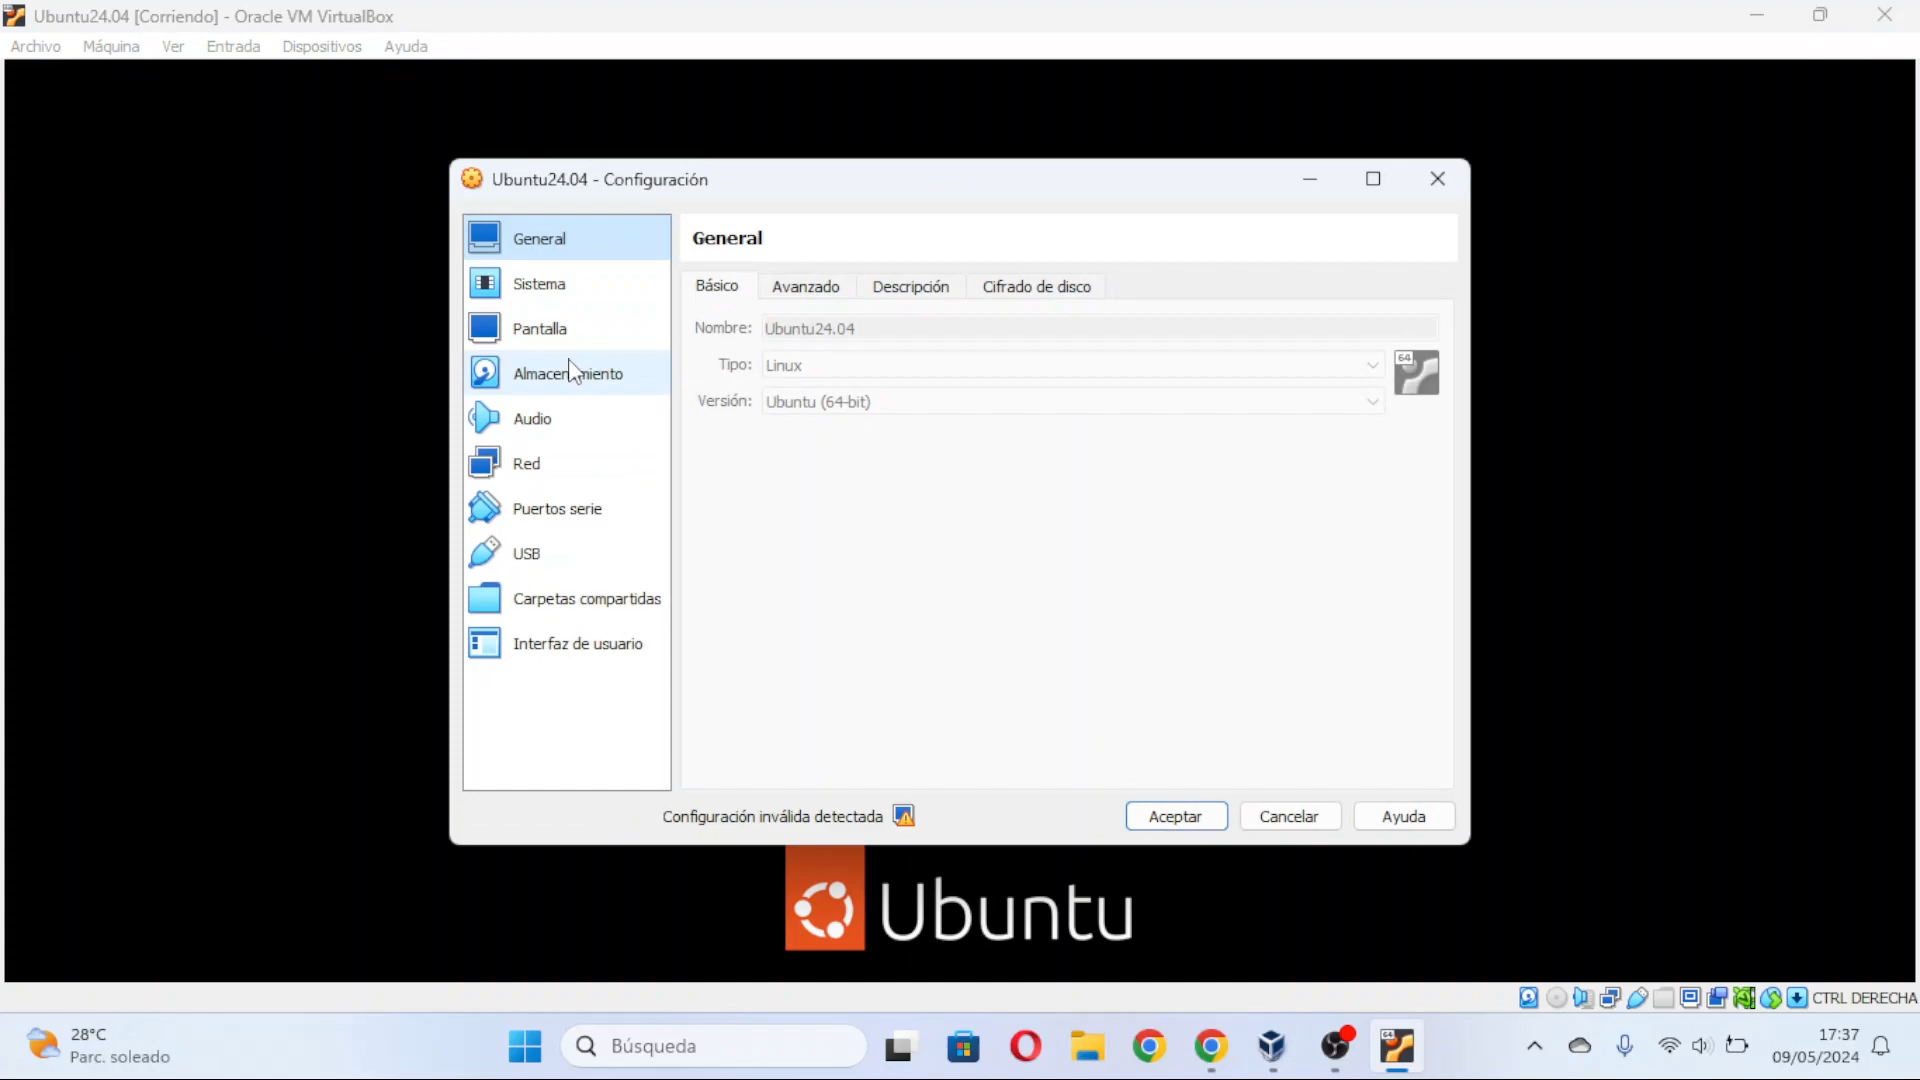 Ubuntu24.04 [Corriendo] - Oracle VM VirtualBox
Archivo Máquina Ver Entrada Dispositivos Ayuda
Ubuntu24.04 - Configuración
General
Sistema
Pantalla
Almacenamiento
Audio
Red
Puertos serie
USB
Carpetas compartidas
Interfaz de usuario
General
Básico Avanzado Descripción Cifrado de disco
Nombre: Ubuntu24.04
Tipo: Linux
64
Versión: Ubuntu (64-bit)
Configuración inválida detectada
Aceptar Cancelar Ayuda
Ubuntu
CTRL DERECHA
28°C
Parc. soleado
Búsqueda
64
17:37
09/05/2024